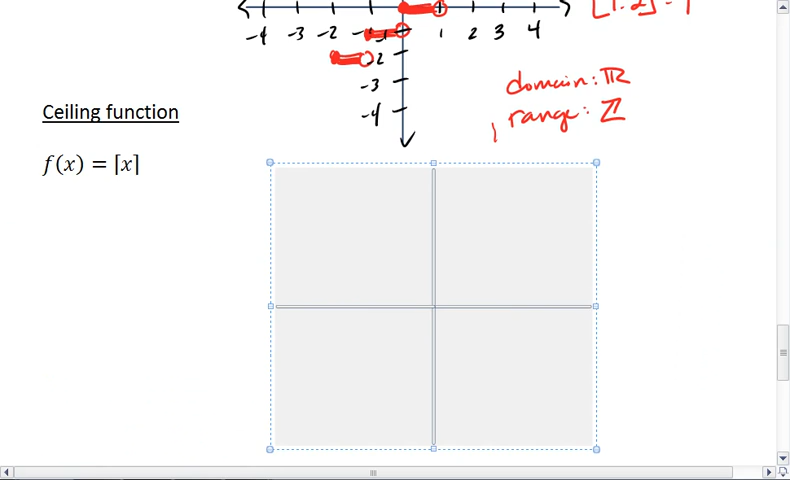 -4 -3 -2 -1 1 2 3 4
-2
-3
-4
domain: ℝ
range: ℤ
Ceiling function
f(x) = ⌈x⌉